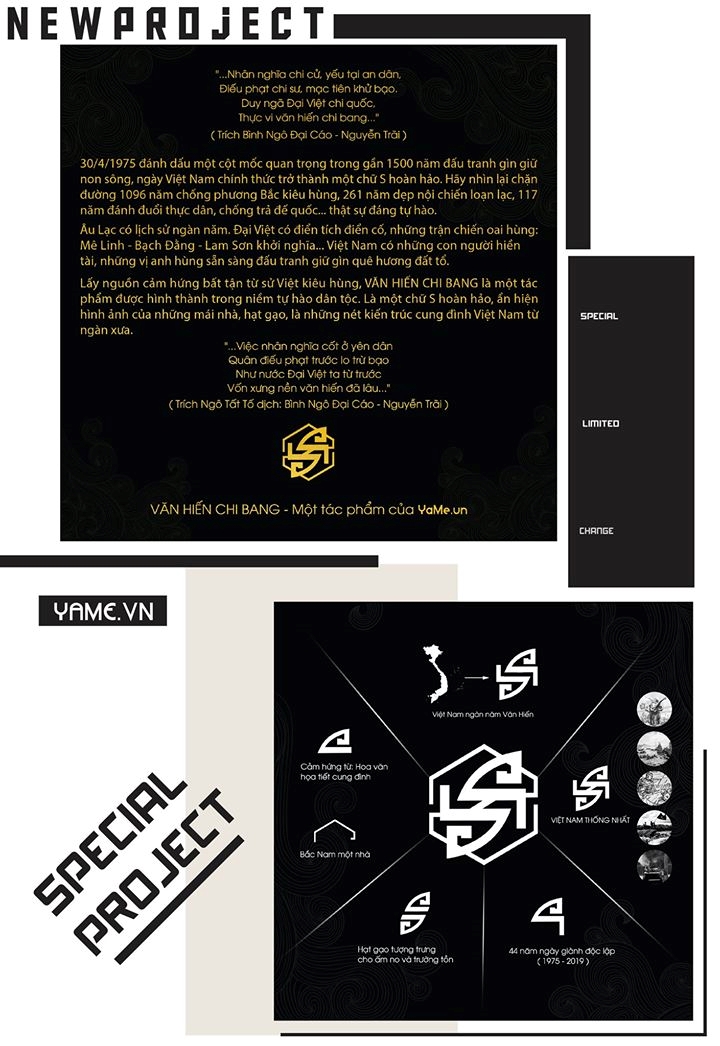 NEWPROJECT
"...Nhân nghĩa chi cử, yếu tại an dân,
Điếu phạt chi sư, mạc tiên khử bạo.
Duy ngã Đại Việt chi quốc,
Thực vi văn hiến chi bang..."
( Trích Bình Ngô Đại Cáo - Nguyễn Trãi )
30/4/1975 đánh dấu một cột mốc quan trọng trong gần 1500 năm đấu tranh gìn giữ
non sông, ngày Việt Nam chính thức trở thành một chữ S hoàn hảo. Hãy nhìn lại chặn
đường 1096 năm chống phương Bắc kiêu hùng, 261 năm dẹp nội chiến loạn lạc, 117
năm đánh đuổi thực dân, chống trả đế quốc... thật sự đáng tự hào.
Âu Lạc có lịch sử ngàn năm. Đại Việt có điển tích điển cố, những trận chiến oai hùng:
Mê Linh - Bạch Đằng - Lam Sơn khởi nghĩa... Việt Nam có những con người hiền
tài, những vị anh hùng sẵn sàng đấu tranh giữ gìn quê hương đất tổ.
Lấy nguồn cảm hứng bất tận từ sử Việt kiêu hùng, VĂN HIẾN CHI BANG là một tác
phẩm được hình thành trong niềm tự hào dân tộc. Là một chữ S hoàn hảo, ẩn hiện
hình ảnh của những mái nhà, hạt gạo, là những nét kiến trúc cung đình Việt Nam từ
ngàn xưa.
"...Việc nhân nghĩa cốt ở yên dân
Quân điếu phạt trước lo trừ bạo
Như nước Đại Việt ta từ trước
Vốn xưng nền văn hiến đã lâu..."
( Trích Ngô Tất Tố dịch: Bình Ngô Đại Cáo - Nguyễn Trãi )
VĂN HIẾN CHI BANG - Một tác phẩm của YaMe.vn
SPECIAL
LIMITED
CHANGE
YAME.VN
SPECIAL
PROJECT
Việt Nam ngàn năm Văn Hiến
Cảm hứng từ: Hoa văn
họa tiết cung đình
VIỆT NAM THỐNG NHẤT
Bắc Nam một nhà
Hạt gạo tượng trưng
cho ấm no và trường tồn
44 năm ngày giành độc lập
( 1975 - 2019 )